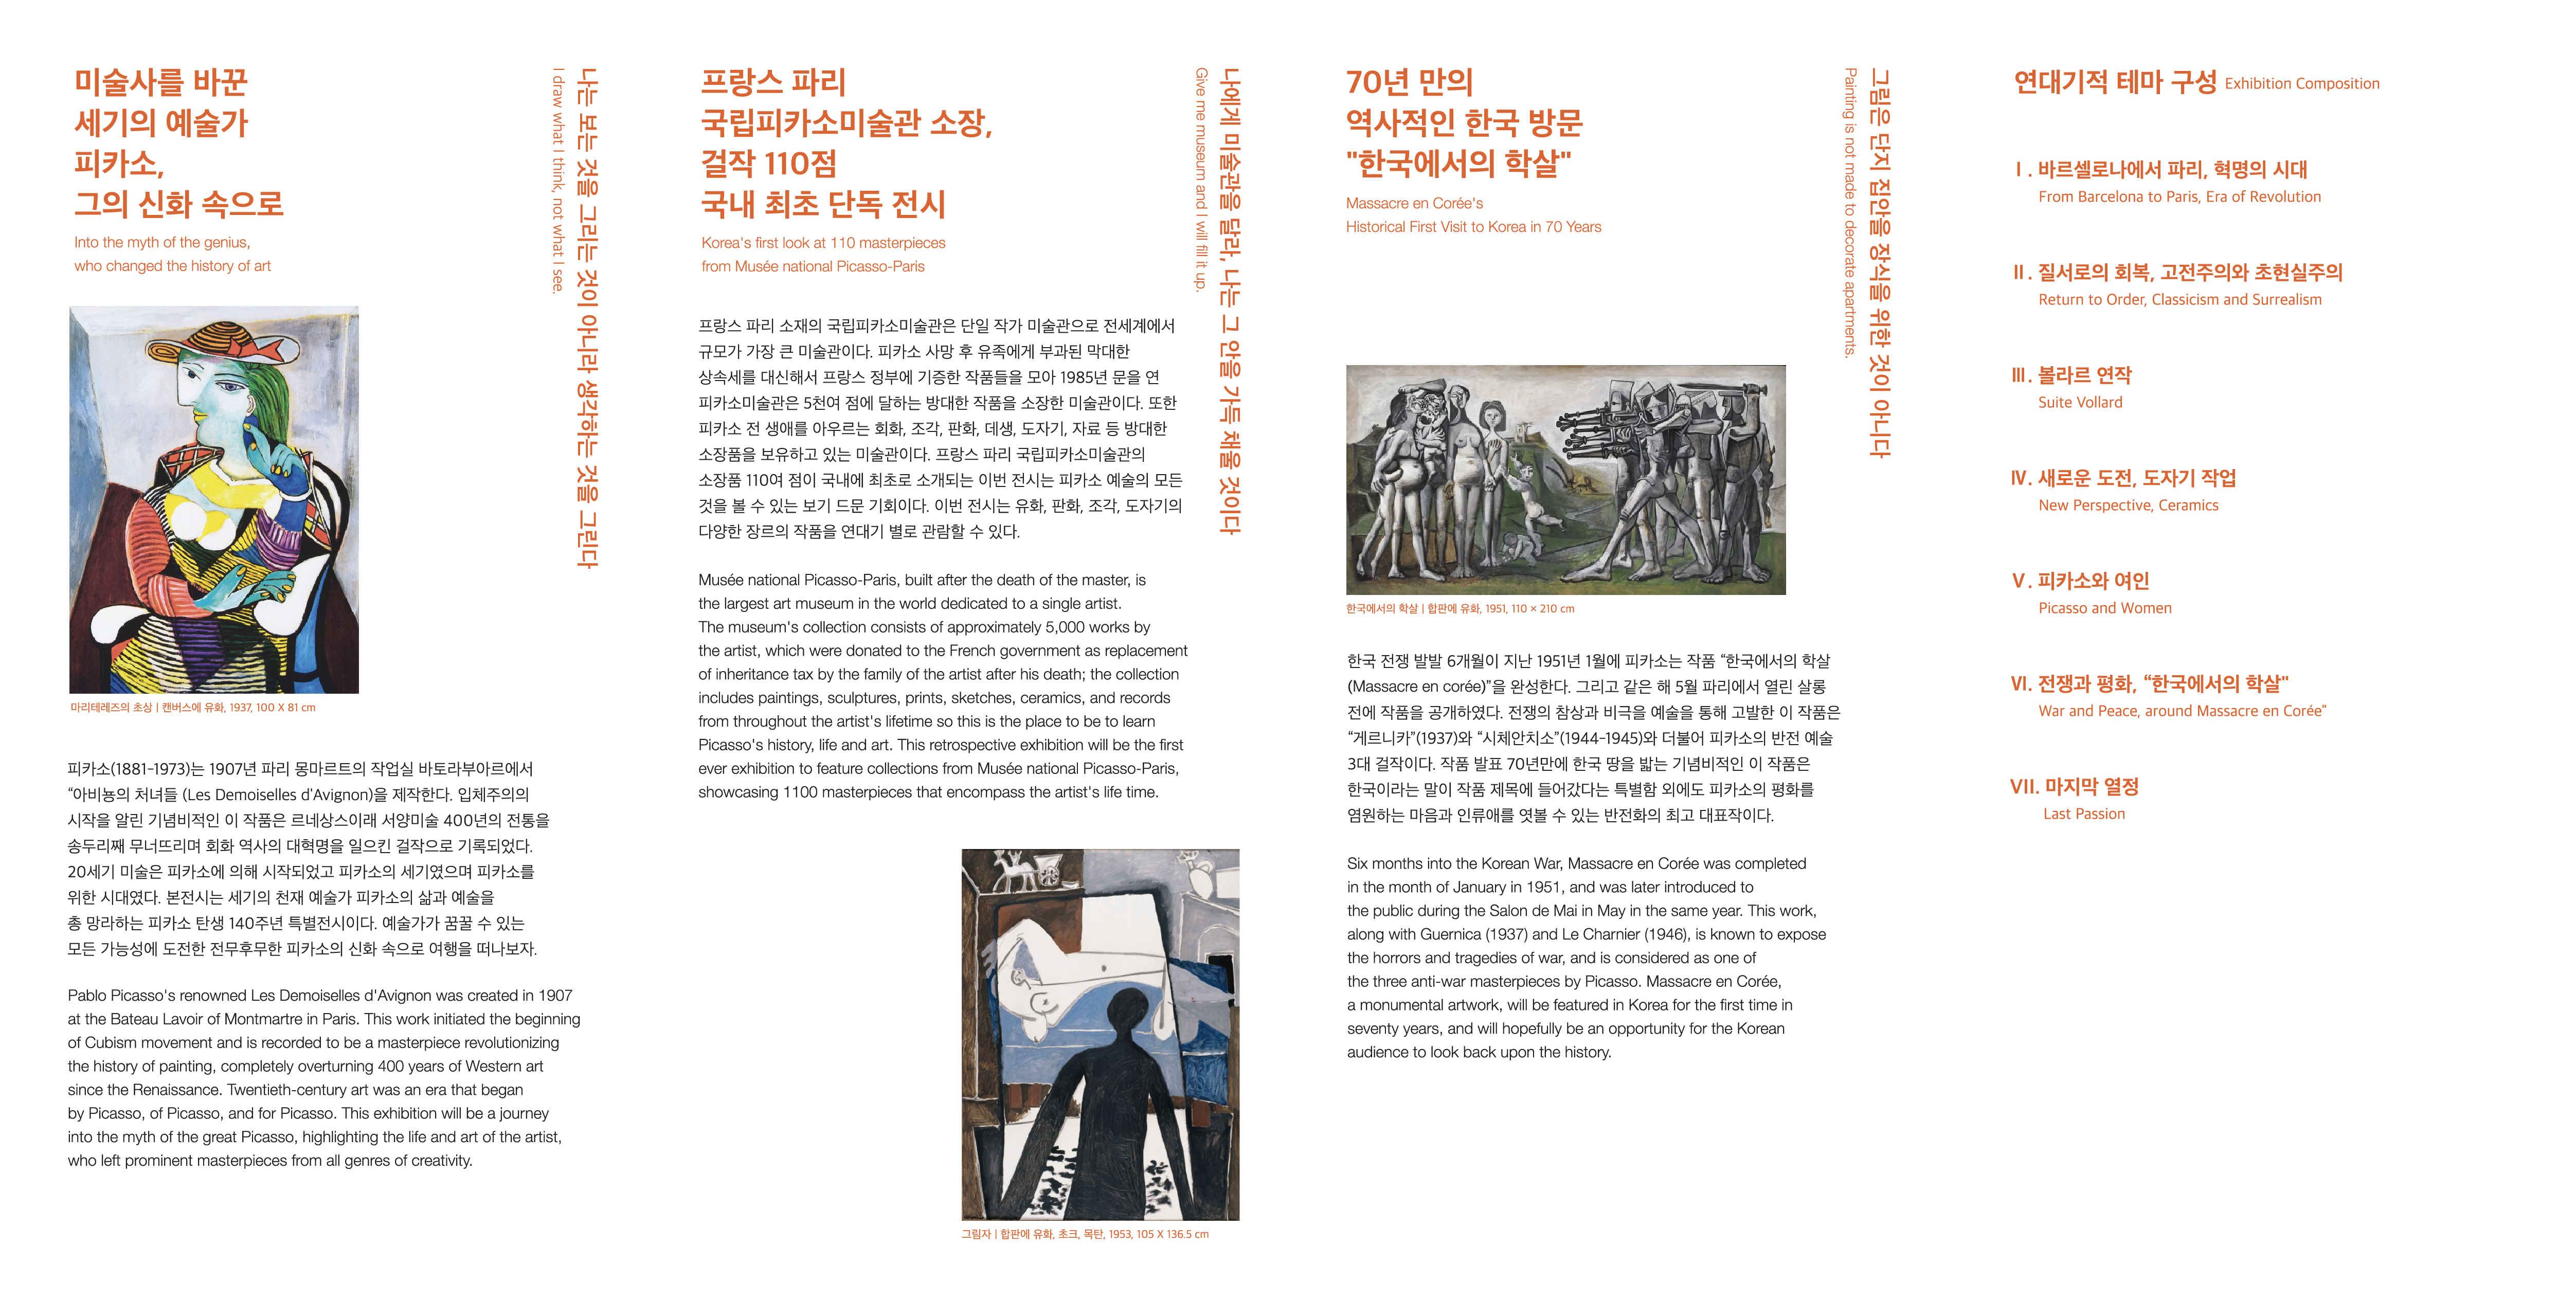 미술사를 바꾼
세기의 예술가
피카소,
그의 신화 속으로
Into the myth of the genius,
who changed the history of art
나는 보는 것을 그리는 것이 아니라 생각하는 것을 그린다
I draw what I think, not what I see.
마리테레즈의 초상 | 캔버스에 유화, 1937, 100 X 81 cm
피카소(1881-1973)는 1907년 파리 몽마르트의 작업실 바토라부아르에서
“아비뇽의 처녀들 (Les Demoiselles d'Avignon)을 제작한다. 입체주의의
시작을 알린 기념비적인 이 작품은 르네상스이래 서양미술 400년의 전통을
송두리째 무너뜨리며 회화 역사의 대혁명을 일으킨 걸작으로 기록되었다.
20세기 미술은 피카소에 의해 시작되었고 피카소의 세기였으며 피카소를
위한 시대였다. 본전시는 세기의 천재 예술가 피카소의 삶과 예술을
총 망라하는 피카소 탄생 140주년 특별전시이다. 예술가가 꿈꿀 수 있는
모든 가능성에 도전한 전무후무한 피카소의 신화 속으로 여행을 떠나보자.
Pablo Picasso's renowned Les Demoiselles d'Avignon was created in 1907
at the Bateau Lavoir of Montmartre in Paris. This work initiated the beginning
of Cubism movement and is recorded to be a masterpiece revolutionizing
the history of painting, completely overturning 400 years of Western art
since the Renaissance. Twentieth-century art was an era that began
by Picasso, of Picasso, and for Picasso. This exhibition will be a journey
into the myth of the great Picasso, highlighting the life and art of the artist,
who left prominent masterpieces from all genres of creativity.
프랑스 파리
국립피카소미술관 소장,
걸작 110점
국내 최초 단독 전시
Korea's first look at 110 masterpieces
from Musée national Picasso-Paris
나에게 미술관을 달라, 나는 그 안을 가득 채울 것이다
Give me museum and I will fill it up.
프랑스 파리 소재의 국립피카소미술관은 단일 작가 미술관으로 전세계에서
규모가 가장 큰 미술관이다. 피카소 사망 후 유족에게 부과된 막대한
상속세를 대신해서 프랑스 정부에 기증한 작품들을 모아 1985년 문을 연
피카소미술관은 5천여 점에 달하는 방대한 작품을 소장한 미술관이다. 또한
피카소 전 생애를 아우르는 회화, 조각, 판화, 데생, 도자기, 자료 등 방대한
소장품을 보유하고 있는 미술관이다. 프랑스 파리 국립피카소미술관의
소장품 110여 점이 국내에 최초로 소개되는 이번 전시는 피카소 예술의 모든
것을 볼 수 있는 보기 드문 기회이다. 이번 전시는 유화, 판화, 조각, 도자기의
다양한 장르의 작품을 연대기 별로 관람할 수 있다.
Musée national Picasso-Paris, built after the death of the master, is
the largest art museum in the world dedicated to a single artist.
The museum's collection consists of approximately 5,000 works by
the artist, which were donated to the French government as replacement
of inheritance tax by the family of the artist after his death; the collection
includes paintings, sculptures, prints, sketches, ceramics, and records
from throughout the artist's lifetime so this is the place to be to learn
Picasso's history, life and art. This retrospective exhibition will be the first
ever exhibition to feature collections from Musée national Picasso-Paris,
showcasing 1100 masterpieces that encompass the artist's life time.
그림자 | 합판에 유화, 초크, 목탄, 1953, 105 X 136.5 cm
70년 만의
역사적인 한국 방문
"한국에서의 학살"
Massacre en Corée's
Historical First Visit to Korea in 70 Years
그림은 단지 집안을 장식을 위한 것이 아니다
Painting is not made to decorate apartments.
한국에서의 학살 | 합판에 유화, 1951, 110 × 210 cm
한국 전쟁 발발 6개월이 지난 1951년 1월에 피카소는 작품 “한국에서의 학살
(Massacre en corée)”을 완성한다. 그리고 같은 해 5월 파리에서 열린 살롱
전에 작품을 공개하였다. 전쟁의 참상과 비극을 예술을 통해 고발한 이 작품은
“게르니카”(1937)와 “시체안치소”(1944-1945)와 더불어 피카소의 반전 예술
3대 걸작이다. 작품 발표 70년만에 한국 땅을 밟는 기념비적인 이 작품은
한국이라는 말이 작품 제목에 들어갔다는 특별함 외에도 피카소의 평화를
염원하는 마음과 인류애를 엿볼 수 있는 반전화의 최고 대표작이다.
Six months into the Korean War, Massacre en Corée was completed
in the month of January in 1951, and was later introduced to
the public during the Salon de Mai in May in the same year. This work,
along with Guernica (1937) and Le Charnier (1946), is known to expose
the horrors and tragedies of war, and is considered as one of
the three anti-war masterpieces by Picasso. Massacre en Corée,
a monumental artwork, will be featured in Korea for the first time in
seventy years, and will hopefully be an opportunity for the Korean
audience to look back upon the history.
연대기적 테마 구성 Exhibition Composition
I. 바르셀로나에서 파리, 혁명의 시대
From Barcelona to Paris, Era of Revolution
II. 질서로의 회복, 고전주의와 초현실주의
Return to Order, Classicism and Surrealism
III. 볼라르 연작
Suite Vollard
IV. 새로운 도전, 도자기 작업
New Perspective, Ceramics
V. 피카소와 여인
Picasso and Women
VI. 전쟁과 평화, “한국에서의 학살"
War and Peace, around Massacre en Corée”
VII. 마지막 열정
Last Passion